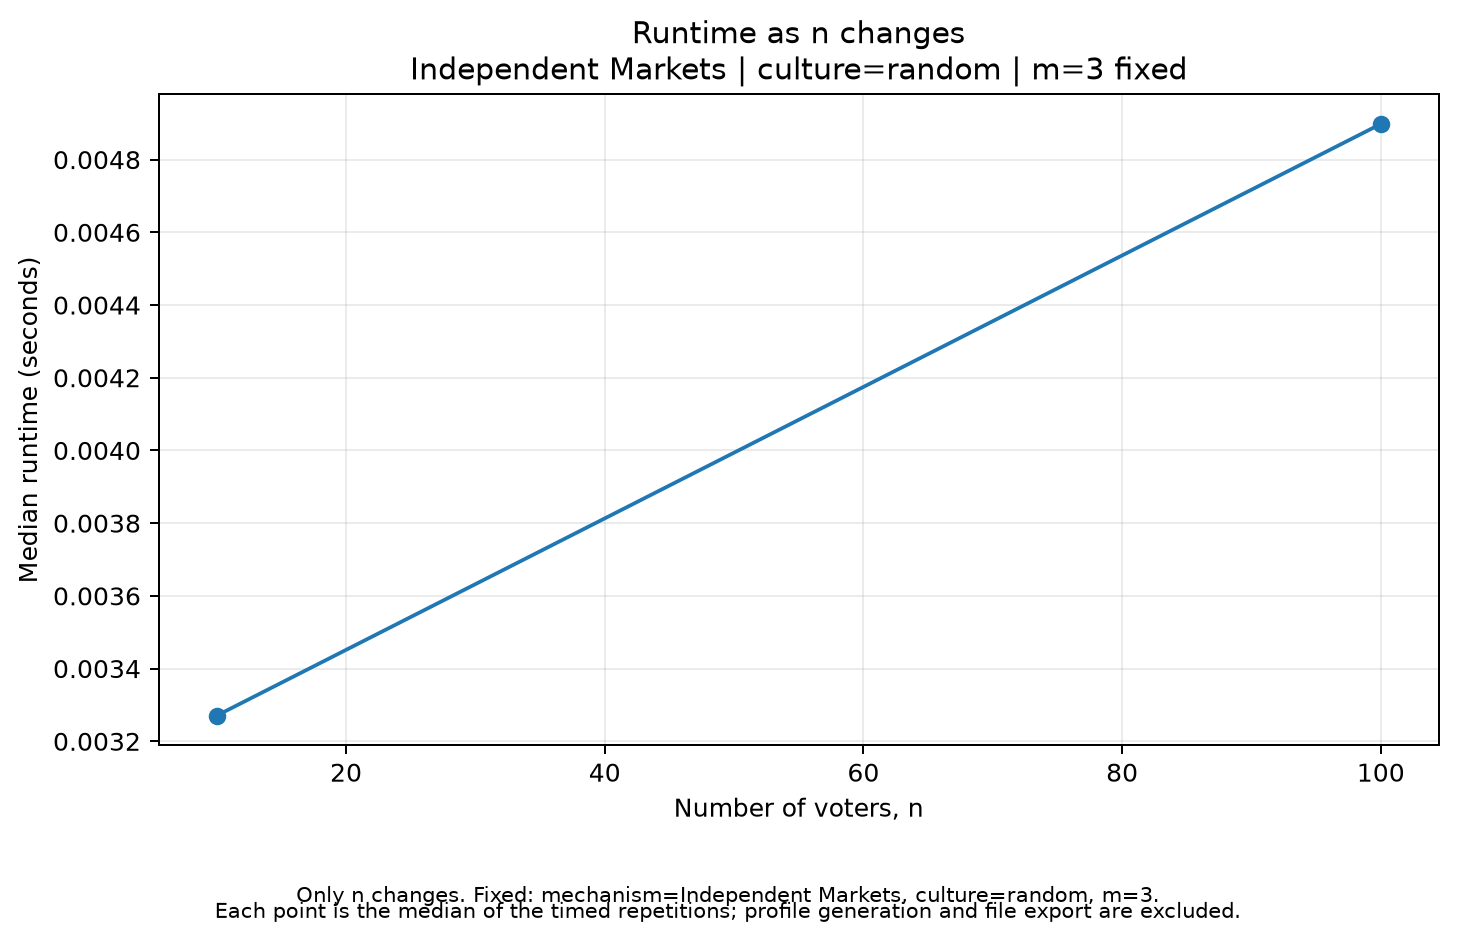 Runtime as n changes
Independent Markets | culture=random | m=3 fixed
Median runtime (seconds)
0.0048
0.0046
0.0044
0.0042
0.0040
0.0038
0.0036
0.0034
0.0032
20 40 60 80 100
Number of voters, n
Only n changes. Fixed: mechanism=Independent Markets, culture=random, m=3.
Each point is the median of the timed repetitions; profile generation and file export are excluded.